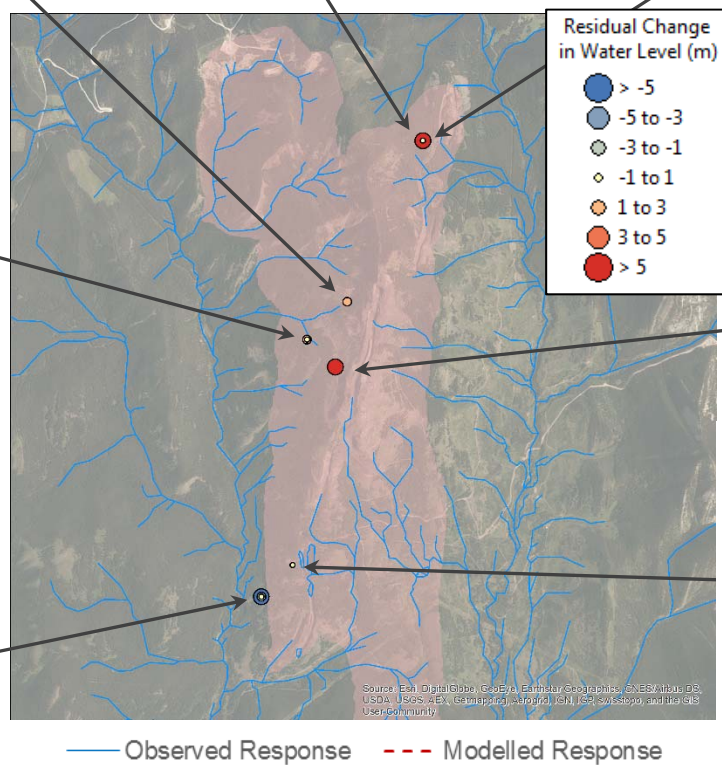 Residual Change
in Water Level (m)
> -5
-5 to -3
-3 to -1
-1 to 1
1 to 3
3 to 5
> 5
Source: Esri, DigitalGlobe, GeoEye, Earthstar Geographics, CNES/Airbus DS,
USDA, USGS, AEX, Getmapping, Aerogrid, IGN, IGP, swisstopo, and the GIS
User Community
Observed Response
Modelled Response